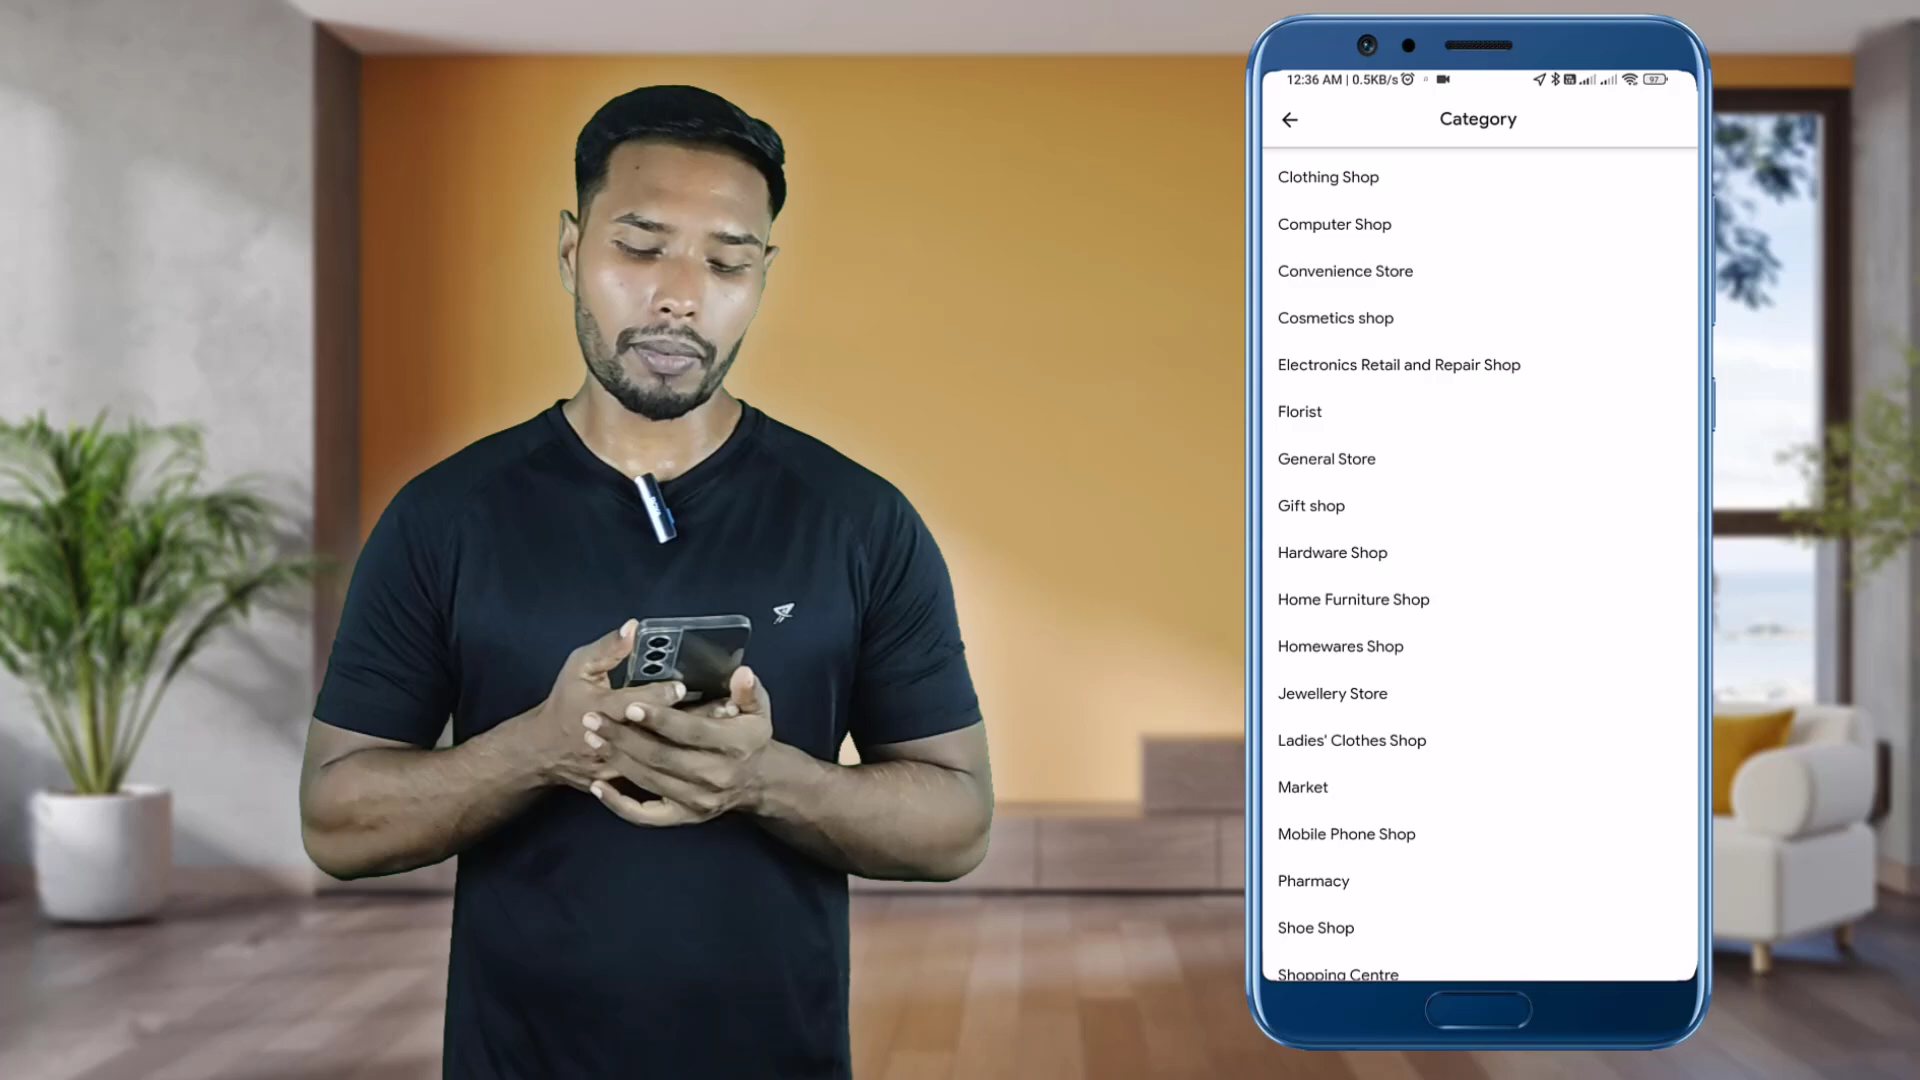 12:36 AM | 0.5KB/s
97
Category
Clothing Shop
Computer Shop
Convenience Store
Cosmetics shop
Electronics Retail and Repair Shop
Florist
General Store
Gift shop
Hardware Shop
Home Furniture Shop
Homewares Shop
Jewellery Store
Ladies' Clothes Shop
Market
Mobile Phone Shop
Pharmacy
Shoe Shop
Shopping Centre